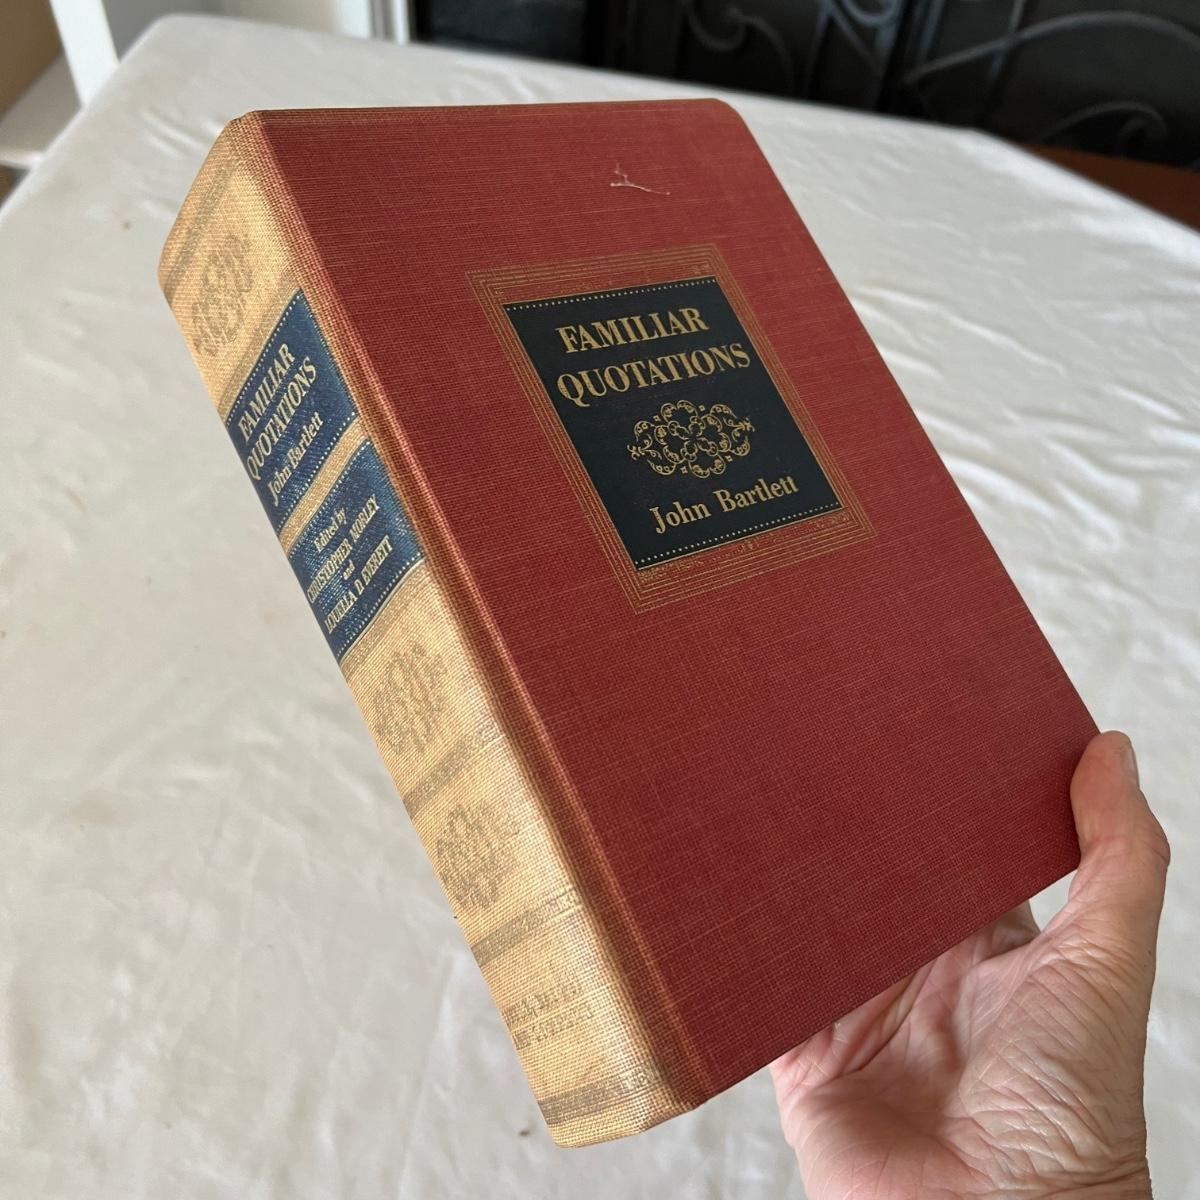 FAMILIAR
QUOTATIONS
John Bartlett
FAMILIAR
QUOTATIONS
John Bartlett
Edited by
CHRISTOPHER MORLEY
and
LOUELLA D. EVERETT